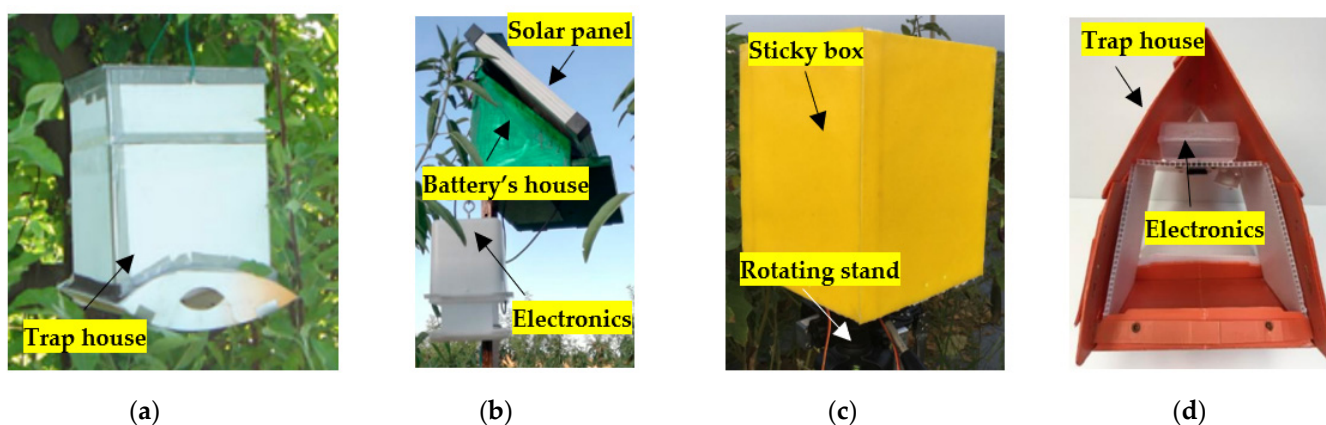 Trap house
(a)
Solar panel
Battery’s house
Electronics
(b)
Sticky box
Rotating stand
(c)
Trap house
Electronics
(d)